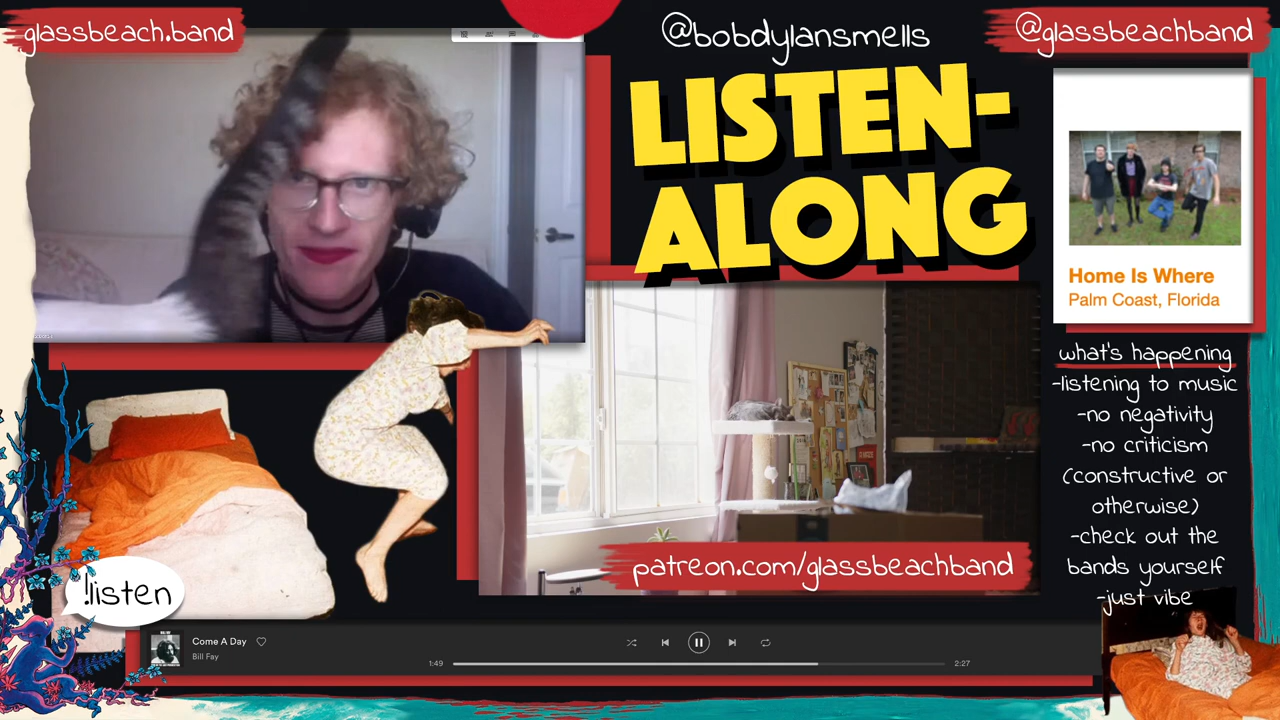 glassbeach.band
@bobdylansmells
@glassbeachband
LISTEN-
ALONG
Home Is Where
Palm Coast, Florida
what's happening
-listening to music
-no negativity
-no criticism
(constructive or
otherwise)
-check out the
bands yourself
-just vibe
patreon.com/glassbeachband
!listen
Come A Day
Bill Fay
1:49
2:27